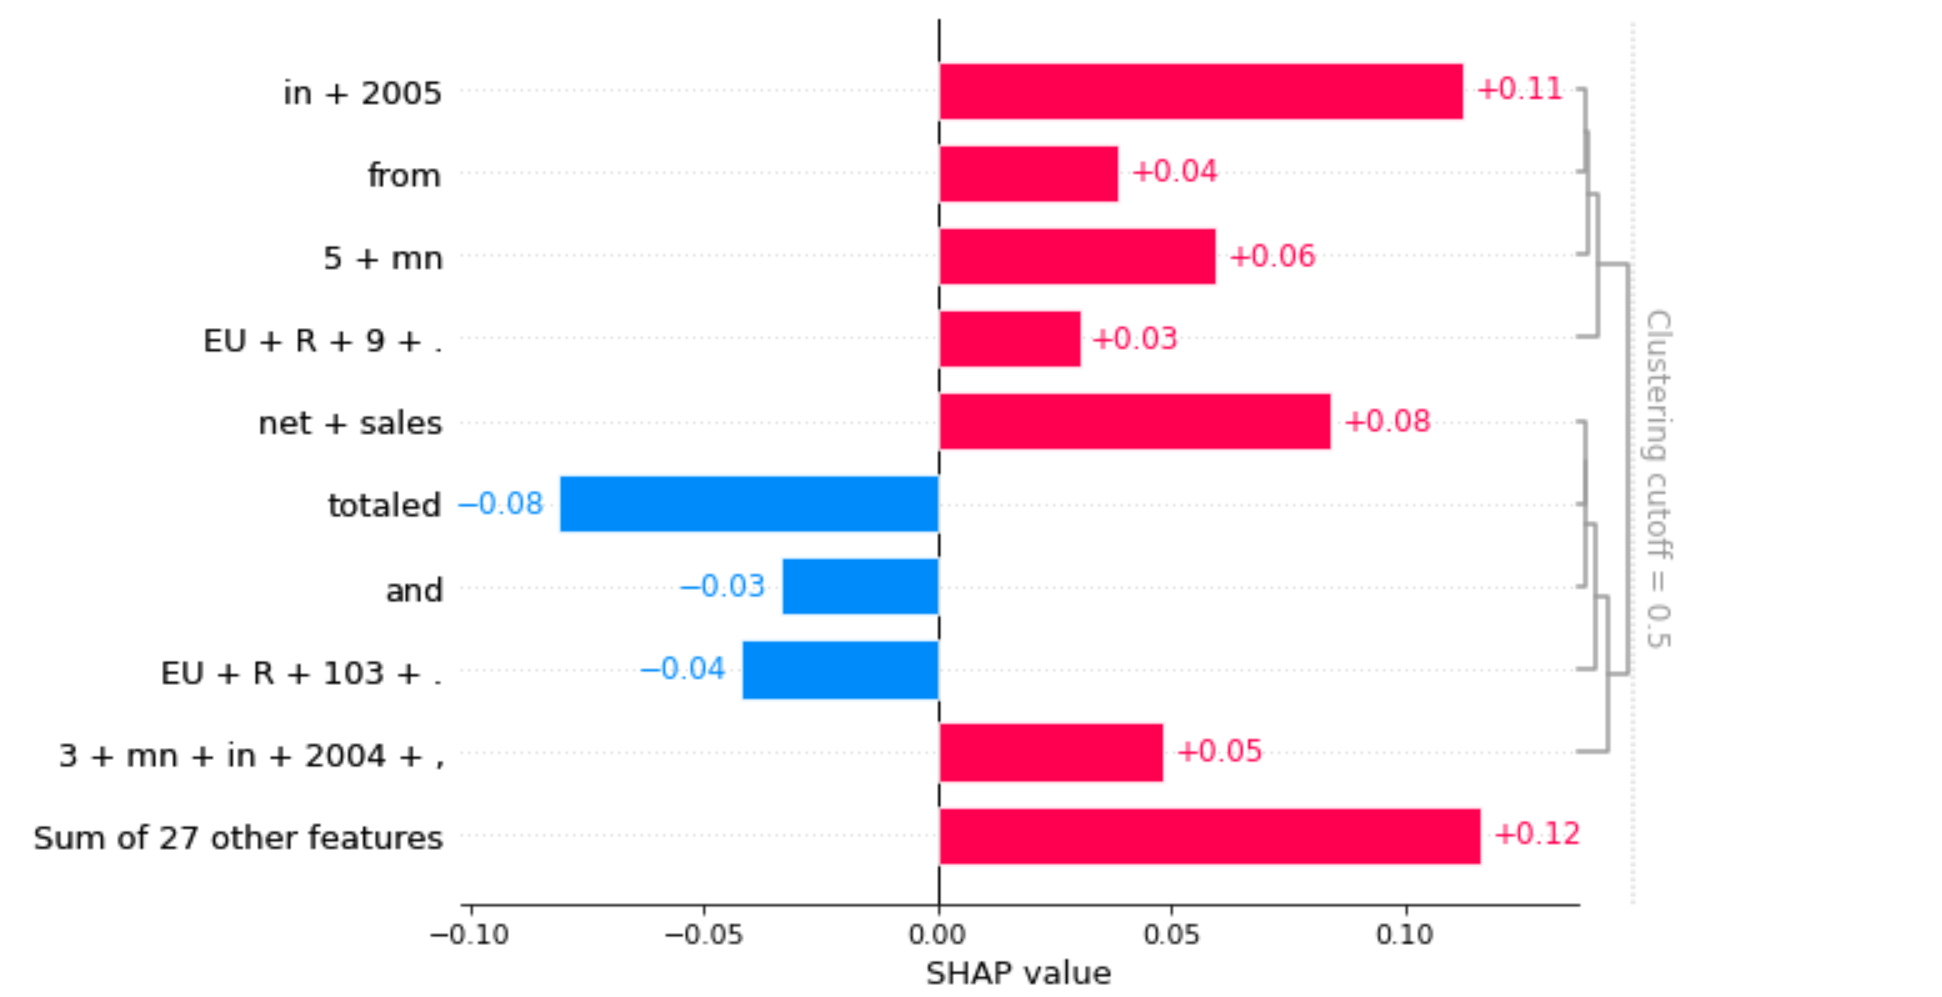 in + 2005 +0.11
from +0.04
5 + mn +0.06
EU + R + 9 + . +0.03
net + sales +0.08
totaled −0.08
and −0.03
EU + R + 103 + . −0.04
3 + mn + in + 2004 + , +0.05
Sum of 27 other features +0.12
−0.10 −0.05 0.00 0.05 0.10
SHAP value
Clustering cutoff = 0.5